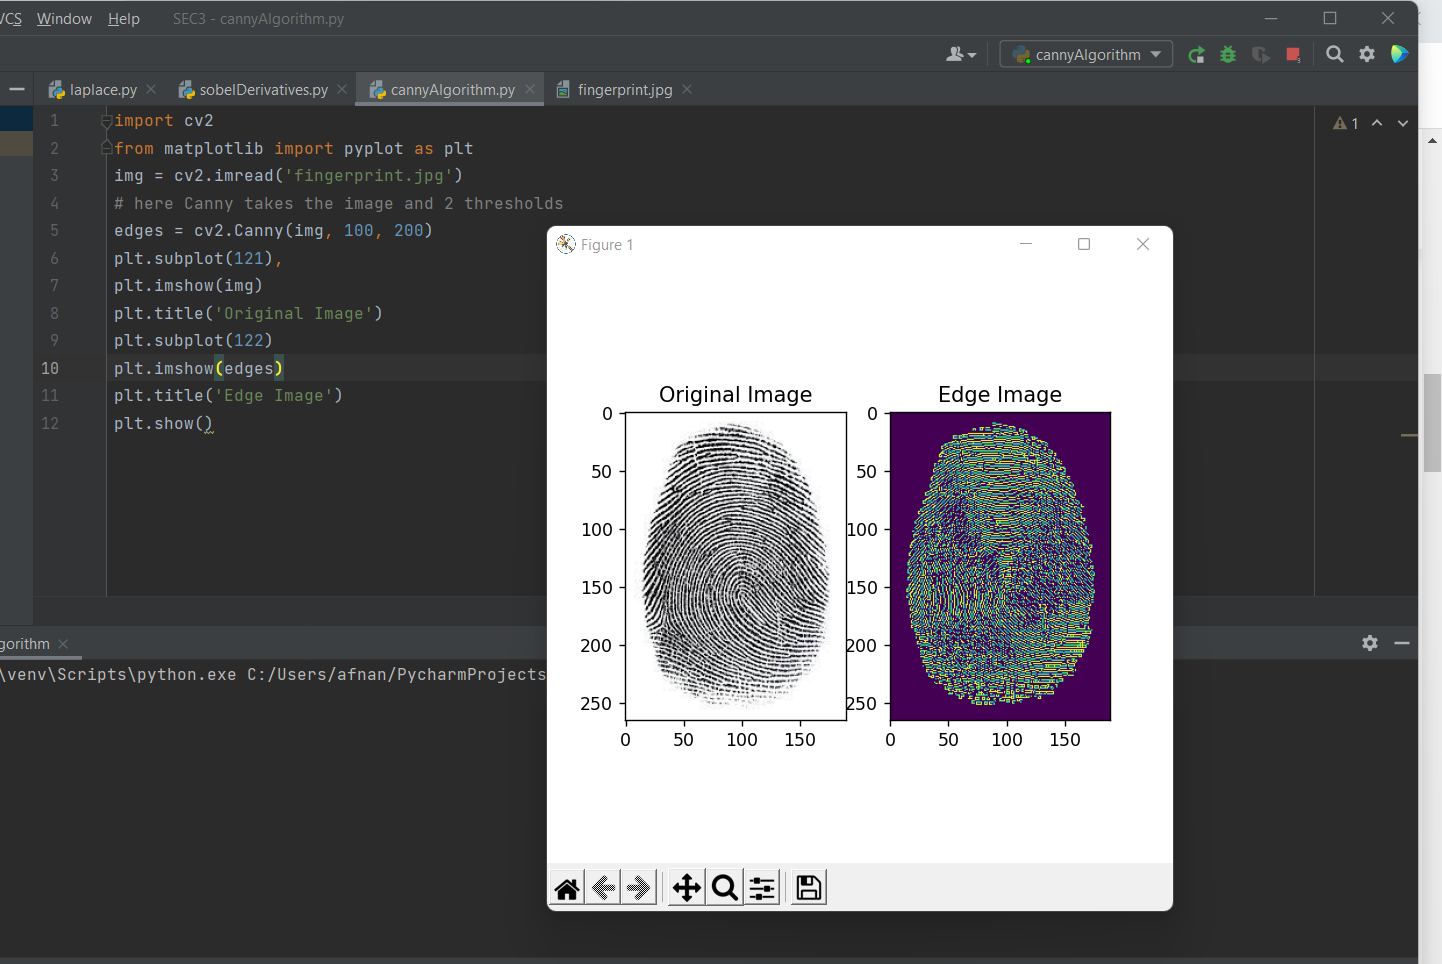 VCS Window Help SEC3 - cannyAlgorithm.py
cannyAlgorithm
laplace.py sobelDerivatives.py cannyAlgorithm.py fingerprint.jpg
1 import cv2
2 from matplotlib import pyplot as plt
3 img = cv2.imread('fingerprint.jpg')
4 # here Canny takes the image and 2 thresholds
5 edges = cv2.Canny(img, 100, 200)
6 plt.subplot(121),
7 plt.imshow(img)
8 plt.title('Original Image')
9 plt.subplot(122)
10 plt.imshow(edges)
11 plt.title('Edge Image')
12 plt.show()
1
Figure 1
Original Image
0
50
100
150
200
250
0 50 100 150
Edge Image
0
50
100
150
200
250
0 50 100 150
gorithm
\venv\Scripts\python.exe C:/Users/afnan/PycharmProjects